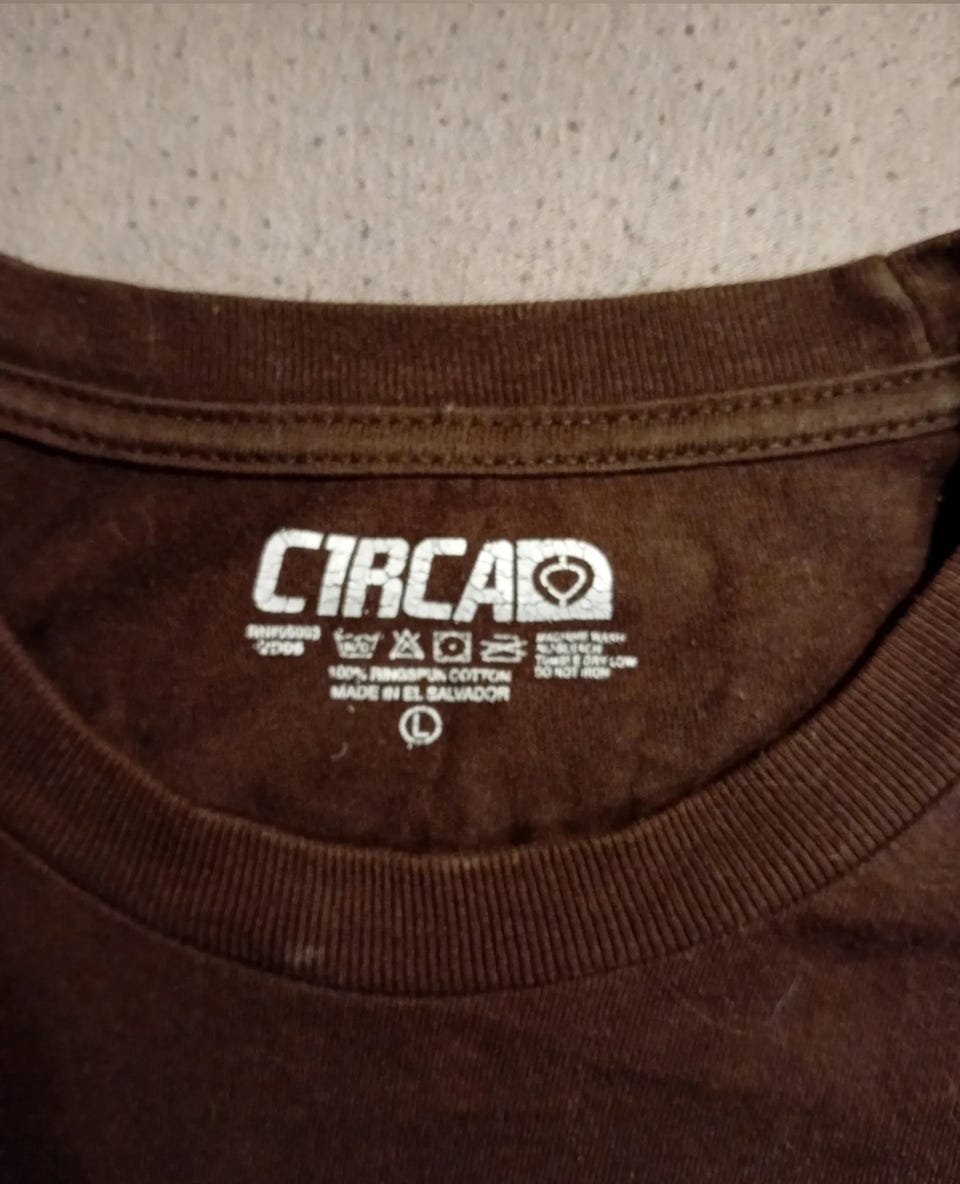 C1RCA
100% RINGSPUN COTTON
MADE IN EL SALVADOR
L
MACHINE WASH
NO BLEACH
TUMBLE DRY LOW
DO NOT IRON